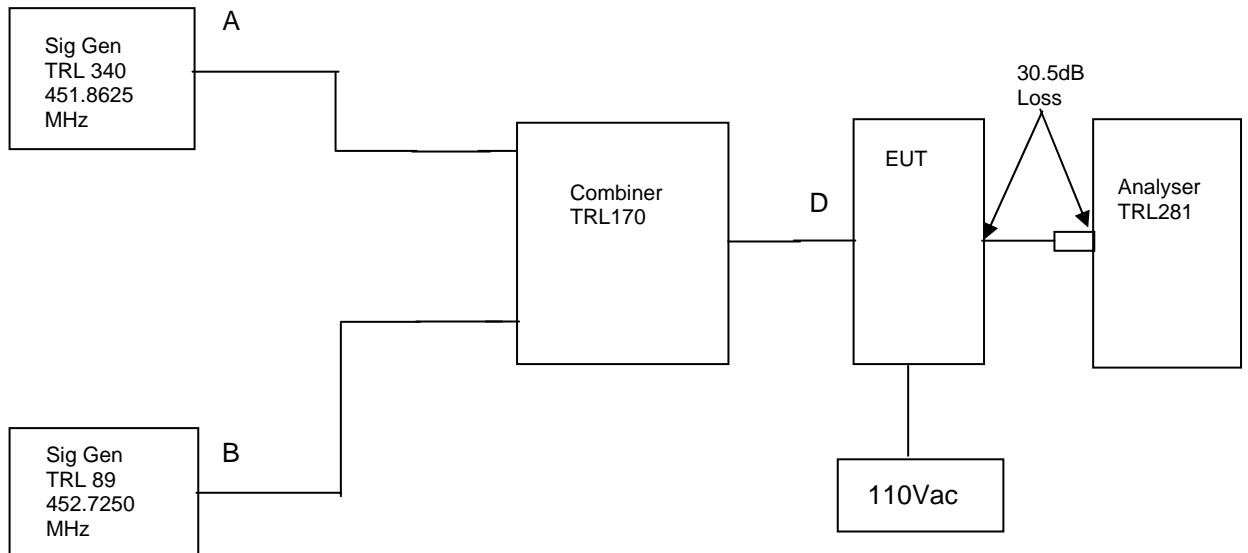 A
Sig Gen
TRL 340
451.8625
MHz
30.5dB
Loss
Combiner
TRL170
D
EUT
Analyser
TRL281
B
Sig Gen
TRL 89
452.7250
MHz
110Vac